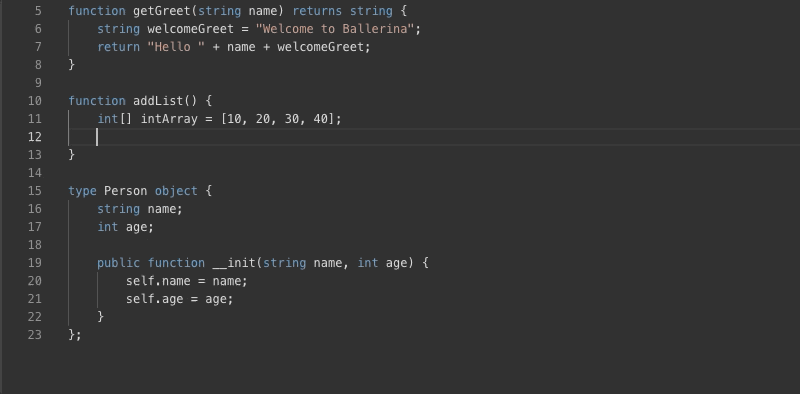 5 function getGreet(string name) returns string {
6 string welcomeGreet = "Welcome to Ballerina";
7 return "Hello " + name + welcomeGreet;
8 }
9
10 function addList() {
11 int[] intArray = [10, 20, 30, 40];
12
13 }
14
15 type Person object {
16 string name;
17 int age;
18
19 public function __init(string name, int age) {
20 self.name = name;
21 self.age = age;
22 }
23 };